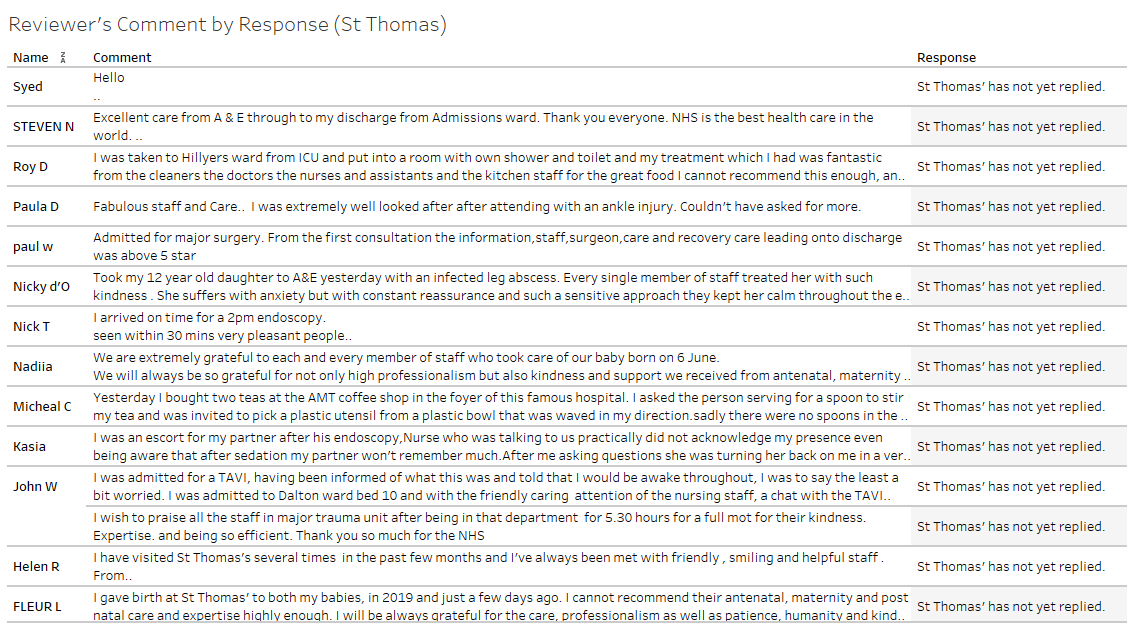 Reviewer's Comment by Response (St Thomas)
Name Comment Response
Syed
Hello
..
St Thomas' has not yet replied.
STEVEN N
Excellent care from A & E through to my discharge from Admissions ward. Thank you everyone. NHS is the best health care in the
world. ..
St Thomas' has not yet replied.
Roy D
I was taken to Hillyers ward from ICU and put into a room with own shower and toilet and my treatment which I had was fantastic
from the cleaners the doctors the nurses and assistants and the kitchen staff for the great food I cannot recommend this enough, an..
St Thomas' has not yet replied.
Paula D
Fabulous staff and Care.. I was extremely well looked after after attending with an ankle injury. Couldn't have asked for more.
St Thomas' has not yet replied.
paul w
Admitted for major surgery. From the first consultation the information,staff,surgeon,care and recovery care leading onto discharge
was above 5 star
St Thomas' has not yet replied.
Nicky d'O
Took my 12 year old daughter to A&E yesterday with an infected leg abscess. Every single member of staff treated her with such
kindness . She suffers with anxiety but with constant reassurance and such a sensitive approach they kept her calm throughout the e..
St Thomas' has not yet replied.
Nick T
I arrived on time for a 2pm endoscopy.
seen within 30 mins very pleasant people..
St Thomas' has not yet replied.
Nadiia
We are extremely grateful to each and every member of staff who took care of our baby born on 6 June.
We will always be so grateful for not only high professionalism but also kindness and support we received from antenatal, maternity ..
St Thomas' has not yet replied.
Micheal C
Yesterday I bought two teas at the AMT coffee shop in the foyer of this famous hospital. I asked the person serving for a spoon to stir
my tea and was invited to pick a plastic utensil from a plastic bowl that was waved in my direction.sadly there were no spoons in the ..
St Thomas' has not yet replied.
Kasia
I was an escort for my partner after his endoscopy,Nurse who was talking to us practically did not acknowledge my presence even
being aware that after sedation my partner won't remember much.After me asking questions she was turning her back on me in a ver..
St Thomas' has not yet replied.
John W
I was admitted for a TAVI, having been informed of what this was and told that I would be awake throughout, I was to say the least a
bit worried. I was admitted to Dalton ward bed 10 and with the friendly caring attention of the nursing staff, a chat with the TAVI..
St Thomas' has not yet replied.
I wish to praise all the staff in major trauma unit after being in that department for 5.30 hours for a full mot for their kindness.
Expertise. and being so efficient. Thank you so much for the NHS
St Thomas' has not yet replied.
Helen R
I have visited St Thomas's several times in the past few months and I've always been met with friendly , smiling and helpful staff .
From..
St Thomas' has not yet replied.
FLEUR L
I gave birth at St Thomas' to both my babies, in 2019 and just a few days ago. I cannot recommend their antenatal, maternity and post
natal care and expertise highly enough. I will be always grateful for the care, professionalism as well as patience, humanity and kind..
St Thomas' has not yet replied.